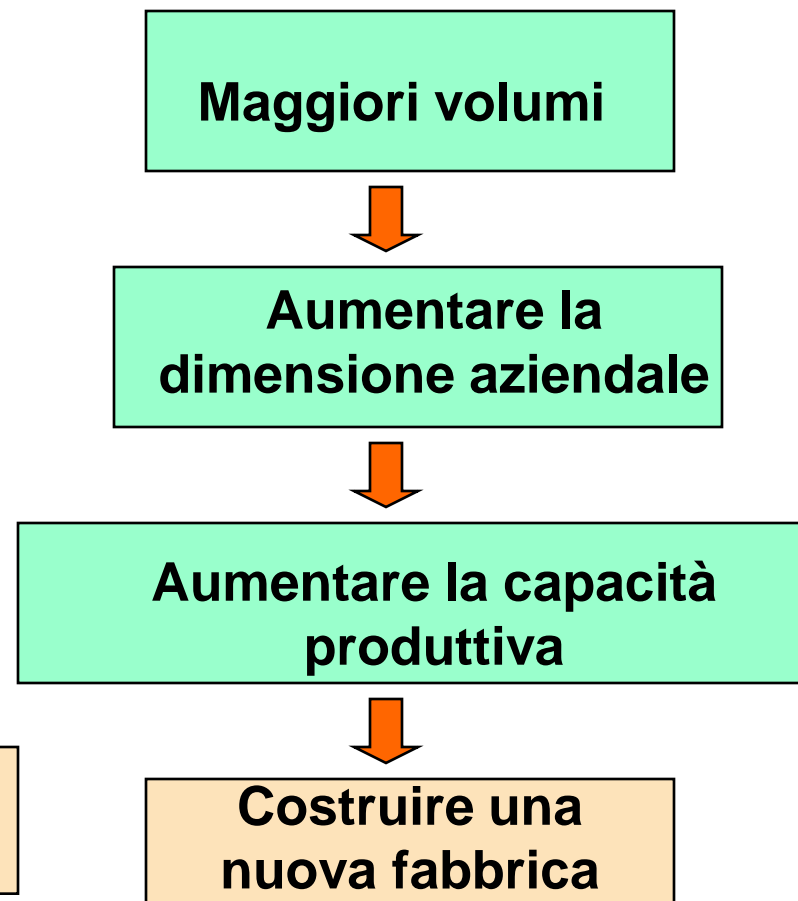 Maggiori volumi
Aumentare la
dimensione aziendale
Aumentare la capacità
produttiva
Costruire una
nuova fabbrica